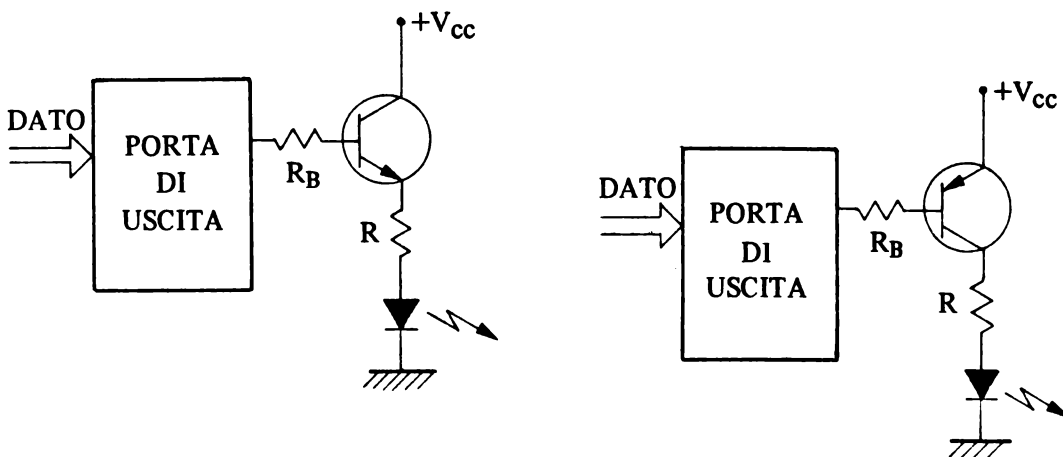 +Vcc
DATO
PORTA
DI
USCITA
RB
R
+Vcc
DATO
PORTA
DI
USCITA
RB
R